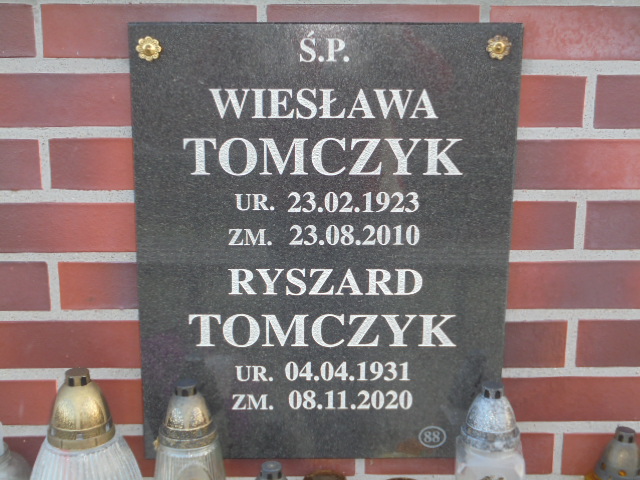 Ś.P.
WIESŁAWA
TOMCZYK
UR. 23.02.1923
ZM. 23.08.2010
RYSZARD
TOMCZYK
UR. 04.04.1931
ZM. 08.11.2020
88